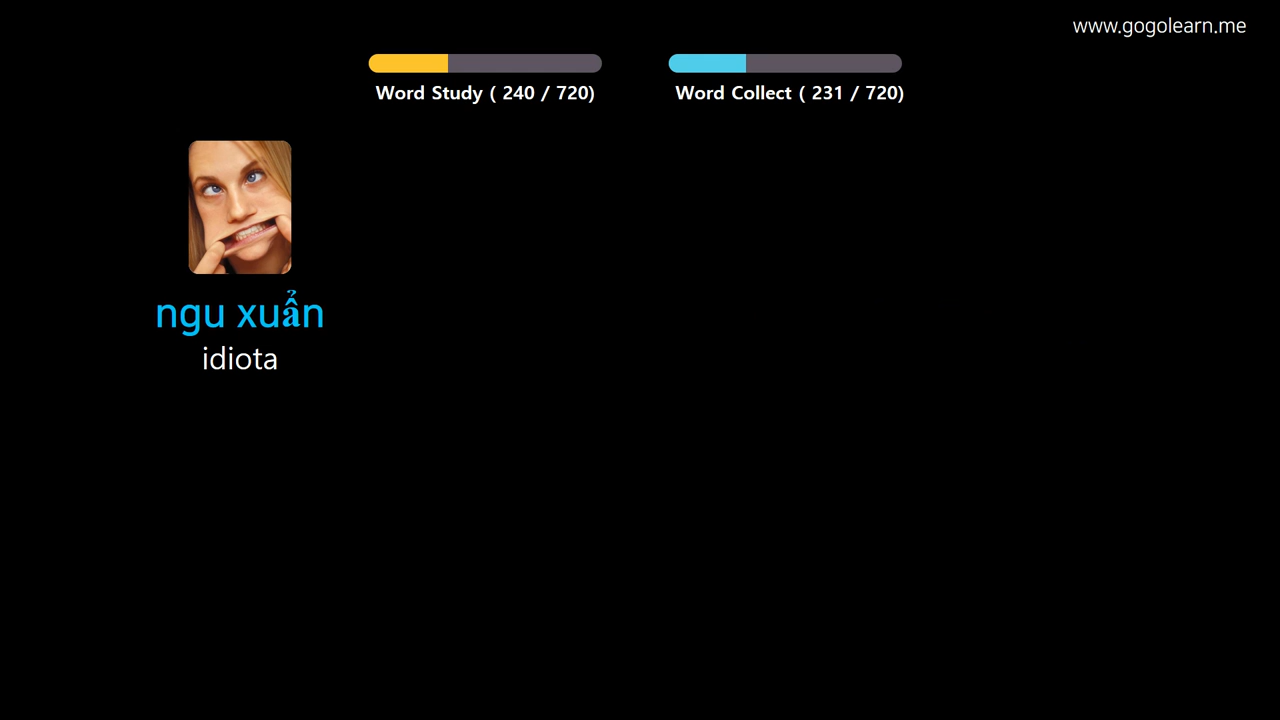 www.gogolearn.me
Word Study ( 240 / 720)
Word Collect ( 231 / 720)
ngu xuẩn
idiota